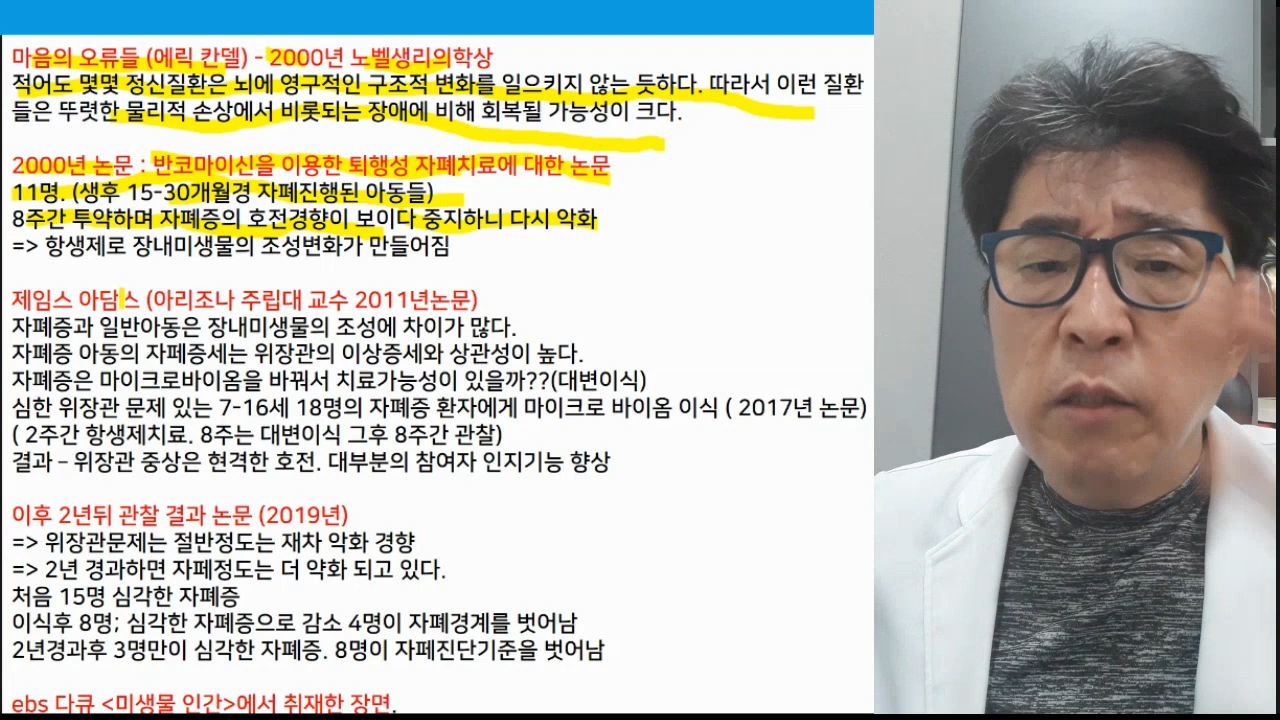 마음의 오류들 (에릭 칸델) - 2000년 노벨생리의학상
적어도 몇몇 정신질환은 뇌에 영구적인 구조적 변화를 일으키지 않는 듯하다. 따라서 이런 질환
들은 뚜렷한 물리적 손상에서 비롯되는 장애에 비해 회복될 가능성이 크다.
2000년 논문 : 반코마이신을 이용한 퇴행성 자폐치료에 대한 논문
11명. (생후 15-30개월경 자폐진행된 아동들)
8주간 투약하며 자폐증의 호전경향이 보이다 중지하니 다시 악화
=> 항생제로 장내미생물의 조성변화가 만들어짐
제임스 아담스 (아리조나 주립대 교수 2011년논문)
자폐증과 일반아동은 장내미생물의 조성에 차이가 많다.
자폐증 아동의 자페증세는 위장관의 이상증세와 상관성이 높다.
자폐증은 마이크로바이옴을 바꿔서 치료가능성이 있을까??(대변이식)
심한 위장관 문제 있는 7-16세 18명의 자폐증 환자에게 마이크로 바이옴 이식 ( 2017년 논문)
( 2주간 항생제치료. 8주는 대변이식 그후 8주간 관찰)
결과 – 위장관 중상은 현격한 호전. 대부분의 참여자 인지기능 향상
이후 2년뒤 관찰 결과 논문 (2019년)
=> 위장관문제는 절반정도는 재차 악화 경향
=> 2년 경과하면 자페정도는 더 약화 되고 있다.
처음 15명 심각한 자폐증
이식후 8명; 심각한 자폐증으로 감소 4명이 자폐경계를 벗어남
2년경과후 3명만이 심각한 자폐증. 8명이 자페진단기준을 벗어남
ebs 다큐 <미생물 인간>에서 취재한 장면.